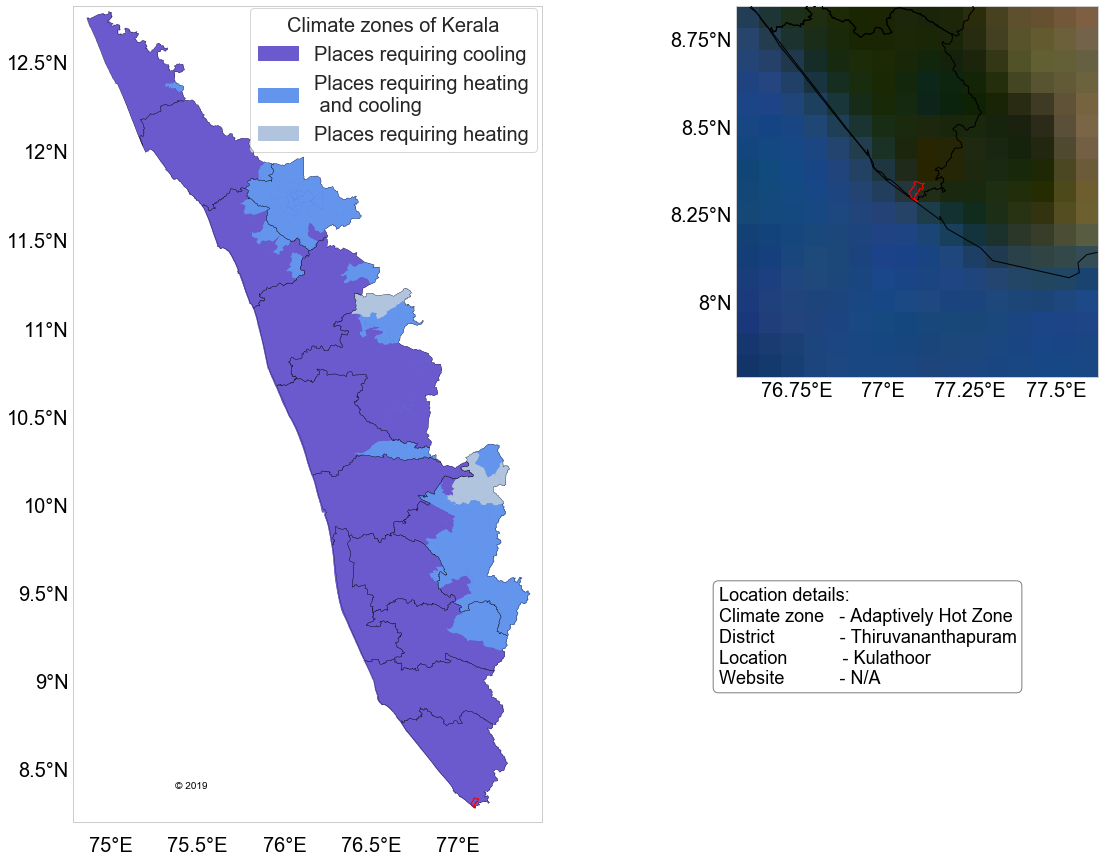 Climate zones of Kerala
Places requiring cooling
Places requiring heating
and cooling
Places requiring heating
12.5°N
12°N
11.5°N
11°N
10.5°N
10°N
9.5°N
9°N
8.5°N
75°E 75.5°E 76°E 76.5°E 77°E
© 2019
8.75°N
8.5°N
8.25°N
8°N
76.75°E 77°E 77.25°E 77.5°E
Location details:
Climate zone - Adaptively Hot Zone
District - Thiruvananthapuram
Location - Kulathoor
Website - N/A